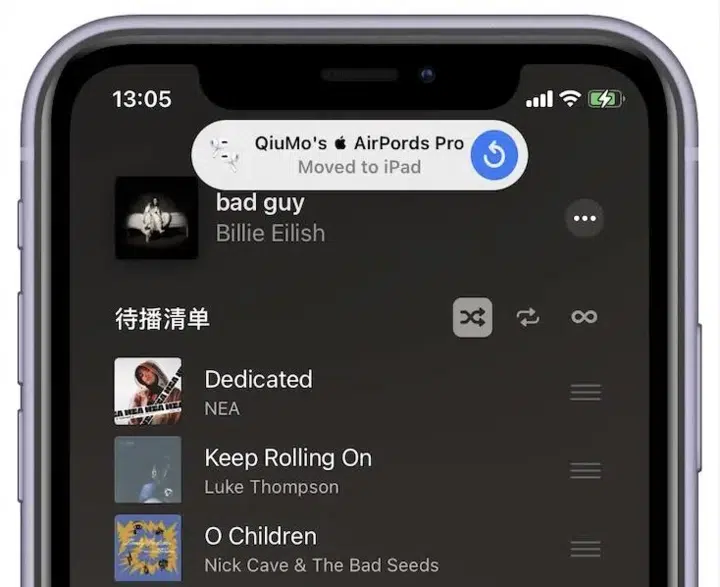 13:05
QiuMo's  AirPords Pro
Moved to iPad
bad guy
Billie Eilish
待播清单
Dedicated
NEA
Keep Rolling On
Luke Thompson
O Children
Nick Cave & The Bad Seeds